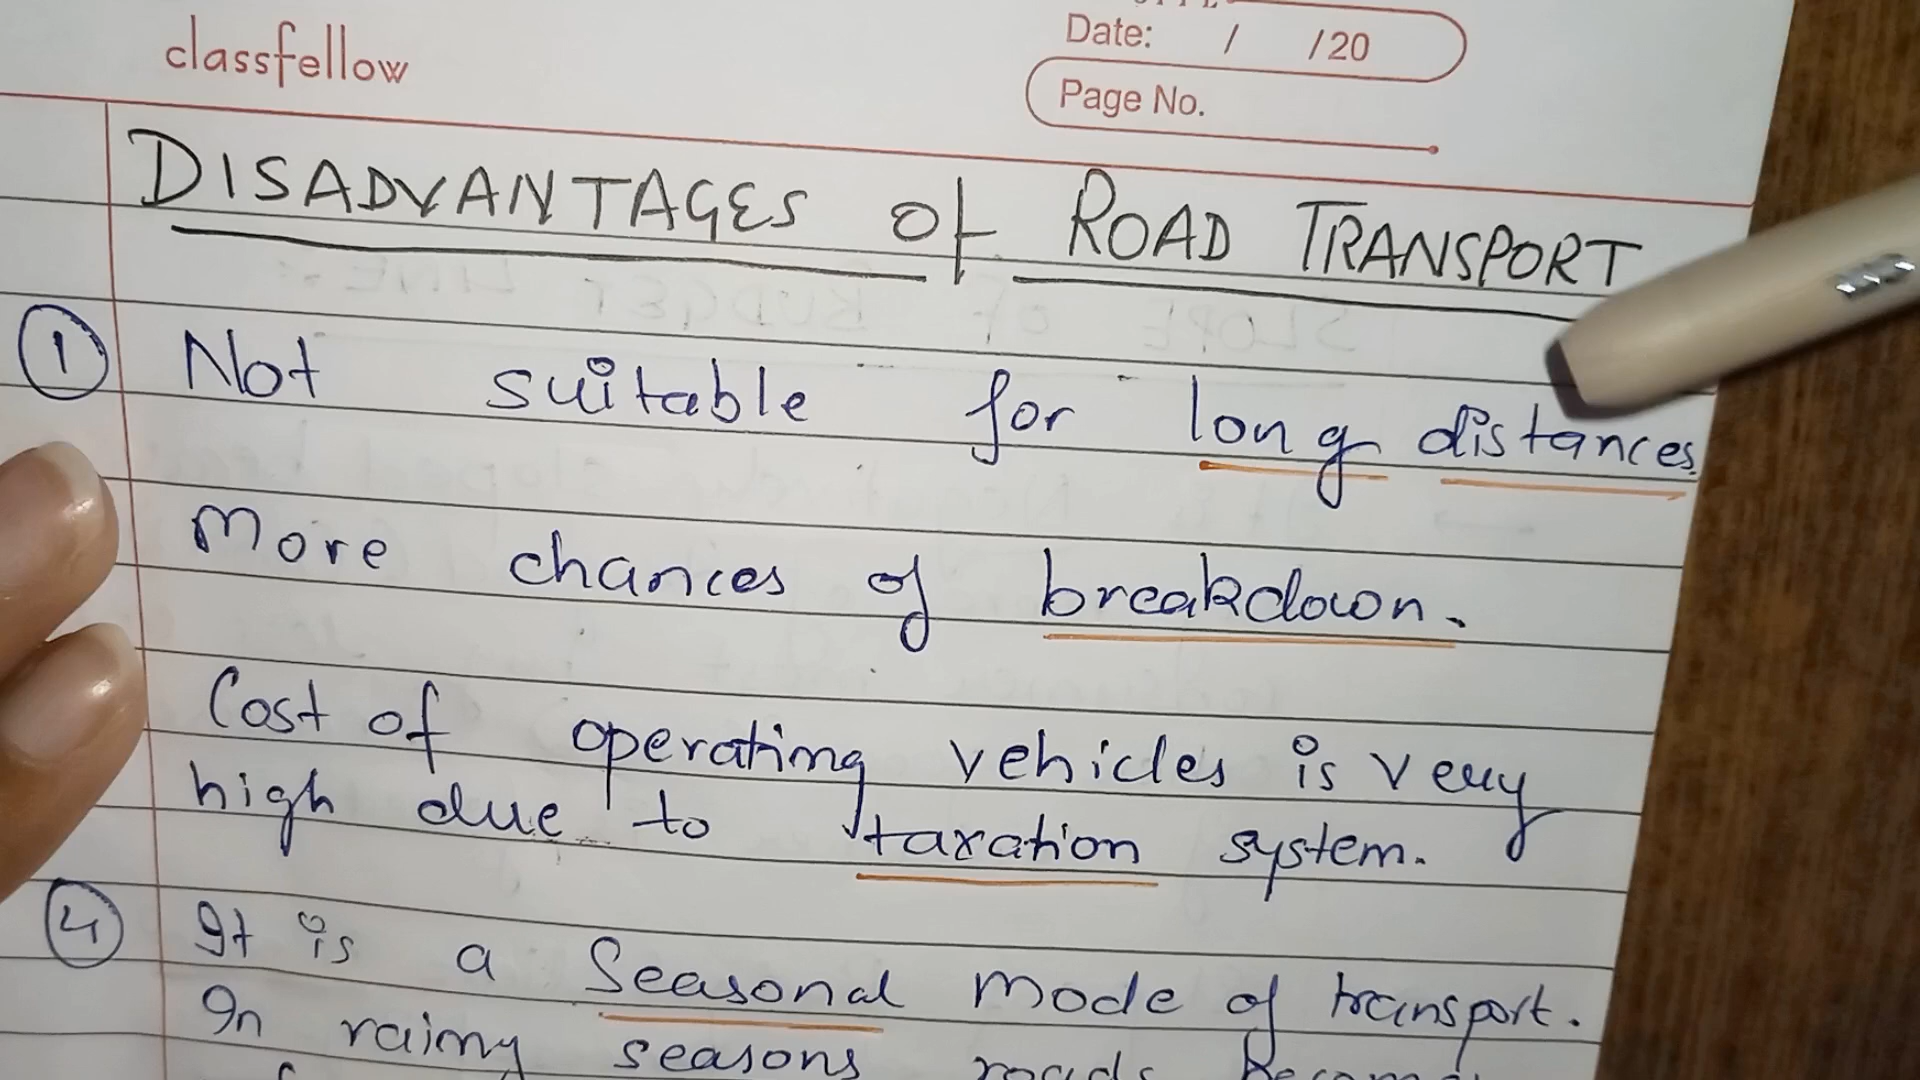 classfellow
Date: / /20
Page No.
DISADVANTAGES of ROAD TRANSPORT
1 Not suitable for long distances.
More chances of breakdown.
Cost of operating vehicles is very
high due to taxation system.
4 It is a Seasonal mode of transport.
In rainy seasons roads become